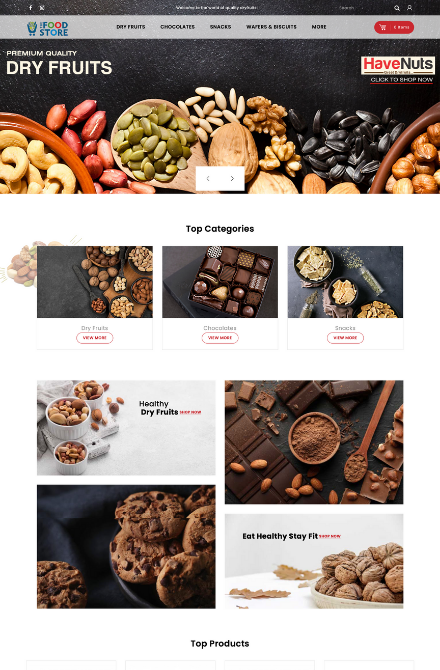 Welcome to the world of quality dryfruits
Search
THE FOOD
STORE
DRY FRUITS
CHOCOLATES
SNACKS
WAFERS & BISCUITS
MORE
0 items
PREMIUM QUALITY
DRY FRUITS
HaveNuts
CLICK TO SHOP NOW
Top Categories
Dry Fruits
VIEW MORE
Chocolates
VIEW MORE
Snacks
VIEW MORE
Healthy
Dry Fruits SHOP NOW
Eat Healthy Stay Fit SHOP NOW
Top Products